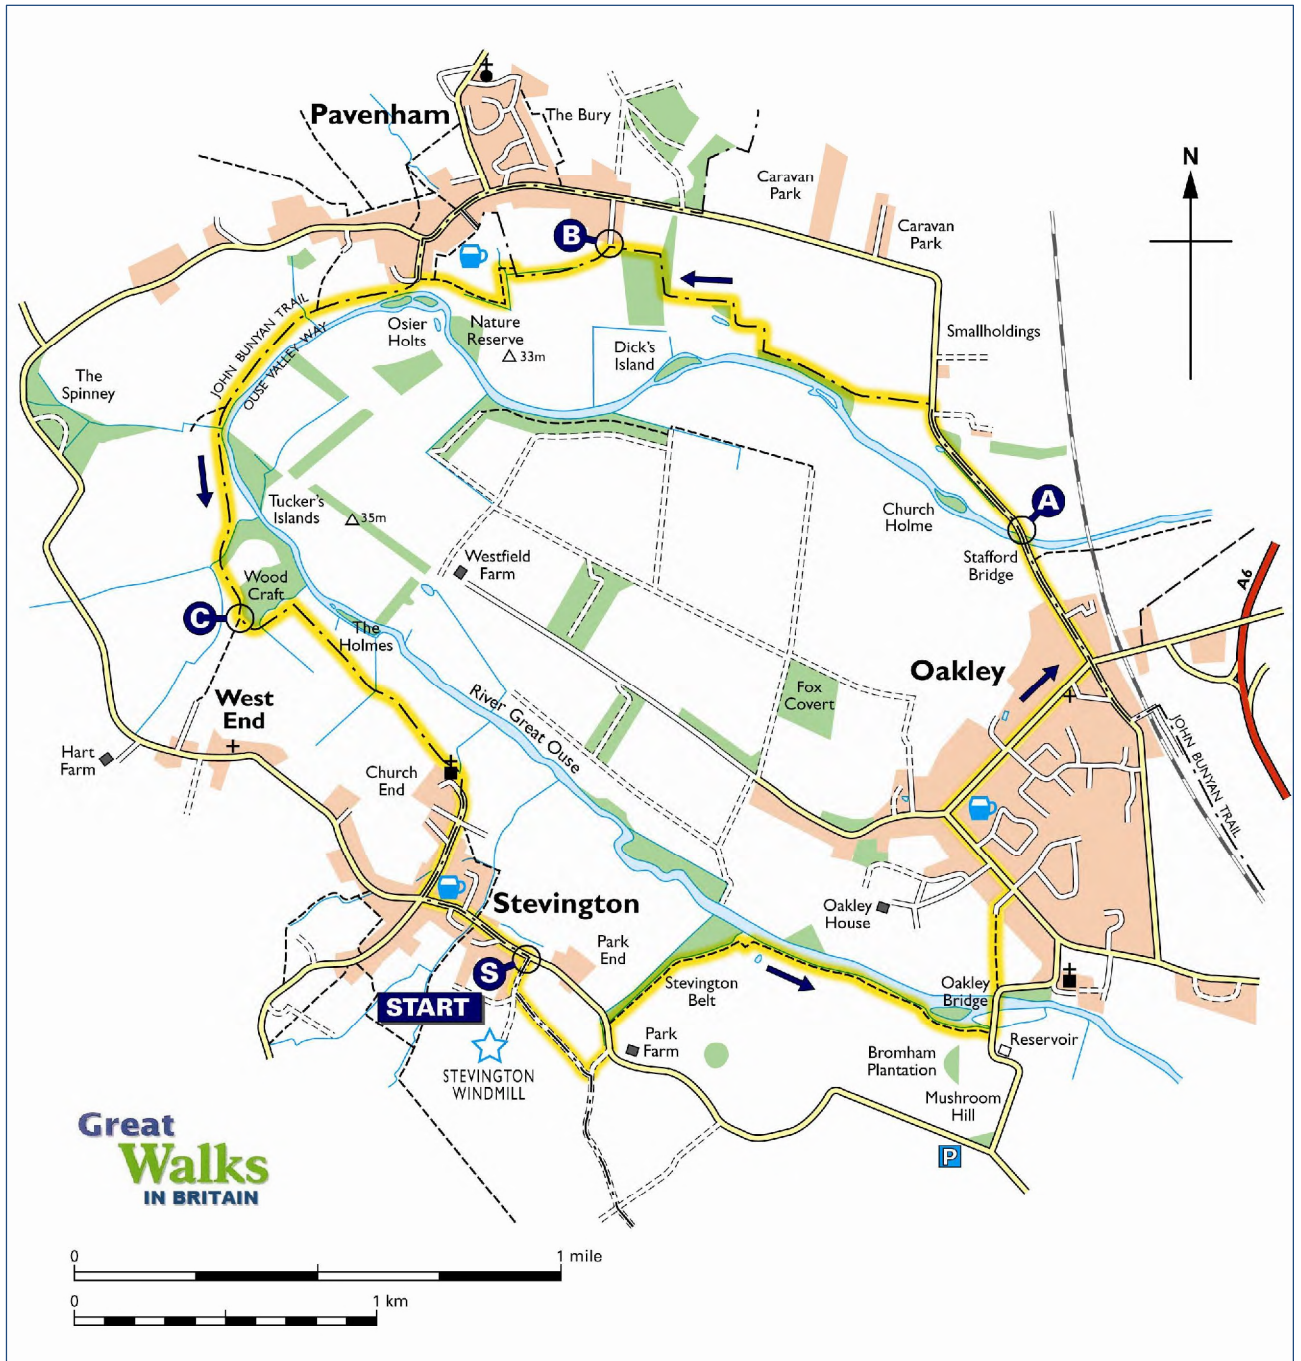 Pavenham
The Bury
Caravan
Park
N
Caravan
Park
B
Smallholdings
Osier
Holts
Nature
Reserve
33m
Dick's
Island
JOHN BUNYAN TRAIL
OUSE VALLEY WAY
The
Spinney
Tucker's
Islands
35m
Church
Holme
A
Stafford
Bridge
A6
Westfield
Farm
Wood
Craft
C
The
Holmes
Oakley
Fox
Covert
West
End
River Great Ouse
Hart
Farm
Church
End
JOHN BUNYAN TRAIL
Stevington
Oakley
House
Park
End
S
START
Stevington
Belt
Oakley
Bridge
Reservoir
Park
Farm
Bromham
Plantation
STEVINGTON
WINDMILL
Mushroom
Hill
P
Great
Walks
IN BRITAIN
0 1 mile
0 1 km